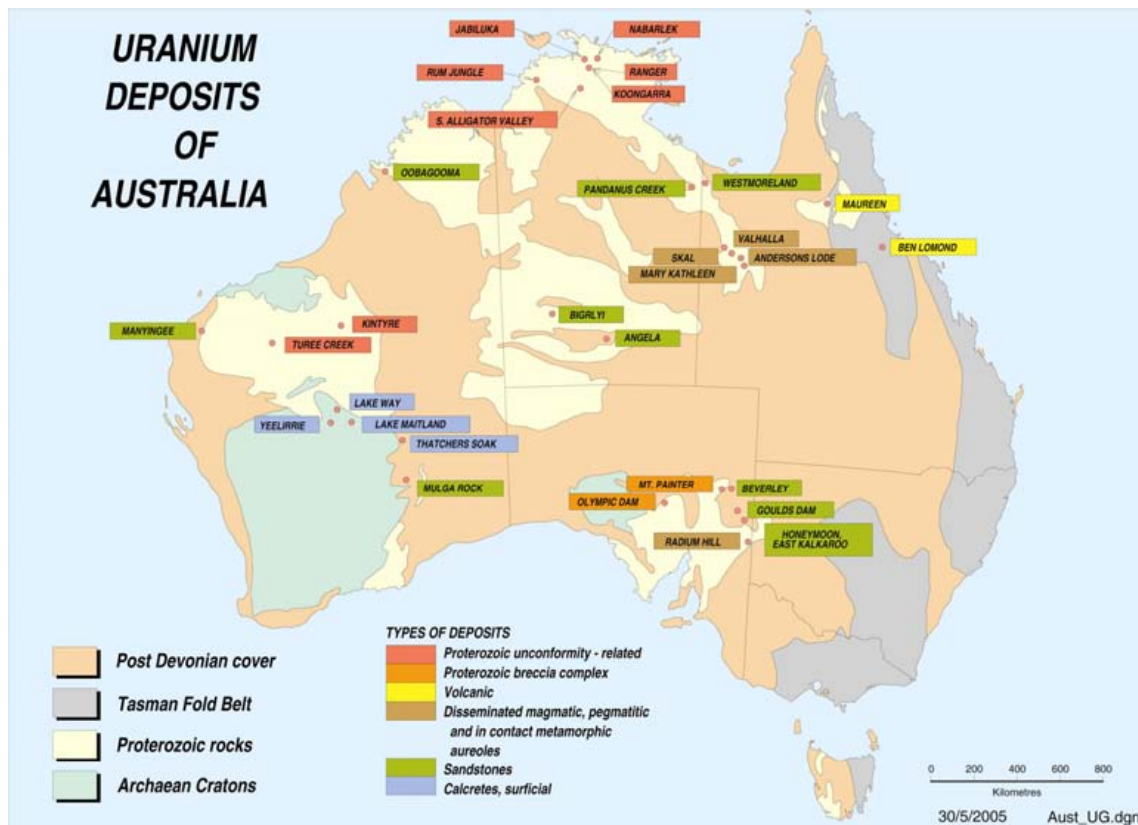 URANIUM
DEPOSITS
OF
AUSTRALIA
JABILUKA
NABARLEK
RUM JUNGLE
RANGER
KOONGARRA
S. ALLIGATOR VALLEY
OOBAGOOMA
PANDANUS CREEK
WESTMORELAND
MAUREEN
VALHALLA
SKAL
BEN LOMOND
ANDERSONS LODE
MARY KATHLEEN
BIGRLYI
MANYINGEE
KINTYRE
ANGELA
TUREE CREEK
LAKE WAY
YEELIRRIE
LAKE MAITLAND
THATCHERS SOAK
MULGA ROCK
MT. PAINTER
BEVERLEY
OLYMPIC DAM
GOULDS DAM
RADIUM HILL
HONEYMOON,
EAST KALKAROO
Post Devonian cover
Tasman Fold Belt
Proterozoic rocks
Archaean Cratons
TYPES OF DEPOSITS
Proterozoic unconformity - related
Proterozoic breccia complex
Volcanic
Disseminated magmatic, pegmatitic
and in contact metamorphic
aureoles
Sandstones
Calcretes, surficial
0 200 400 600 800
Kilometres
30/5/2005 Aust_UG.dgn